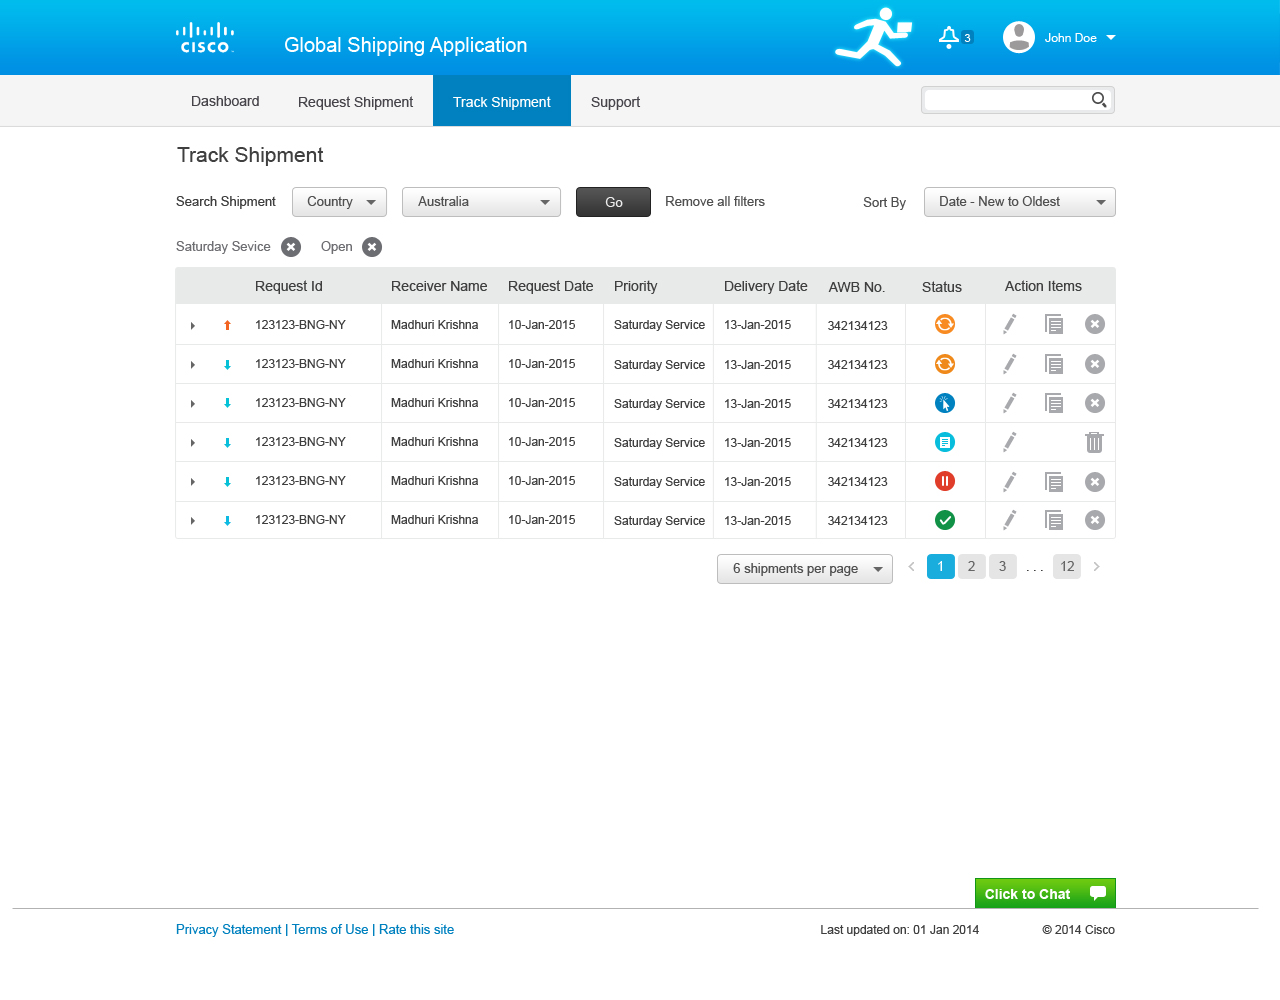 CISCO Global Shipping Application 3 John Doe
Dashboard Request Shipment Track Shipment Support
Track Shipment
Search Shipment Country Australia Go Remove all filters Sort By Date - New to Oldest
Saturday Sevice Open
Request Id Receiver Name Request Date Priority Delivery Date AWB No. Status Action Items
123123-BNG-NY Madhuri Krishna 10-Jan-2015 Saturday Service 13-Jan-2015 342134123
123123-BNG-NY Madhuri Krishna 10-Jan-2015 Saturday Service 13-Jan-2015 342134123
123123-BNG-NY Madhuri Krishna 10-Jan-2015 Saturday Service 13-Jan-2015 342134123
123123-BNG-NY Madhuri Krishna 10-Jan-2015 Saturday Service 13-Jan-2015 342134123
123123-BNG-NY Madhuri Krishna 10-Jan-2015 Saturday Service 13-Jan-2015 342134123
123123-BNG-NY Madhuri Krishna 10-Jan-2015 Saturday Service 13-Jan-2015 342134123
6 shipments per page < 1 2 3 . . . 12 >
Click to Chat
Privacy Statement | Terms of Use | Rate this site Last updated on: 01 Jan 2014 © 2014 Cisco